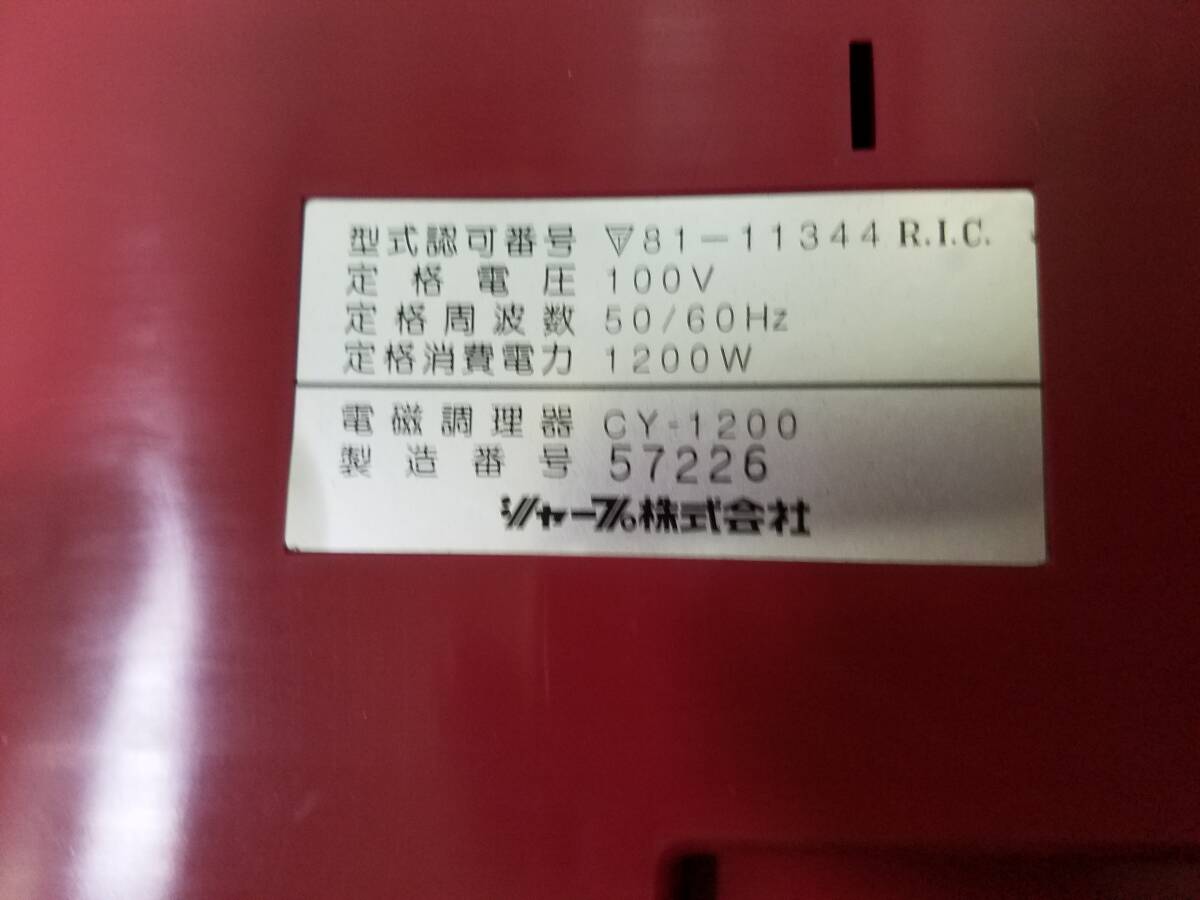 型式認可番号 ▽T 81-11344 R.I.C.
定格電圧 100V
定格周波数 50/60Hz
定格消費電力 1200W
電磁調理器 CY-1200
製造番号 57226
シャープ株式会社